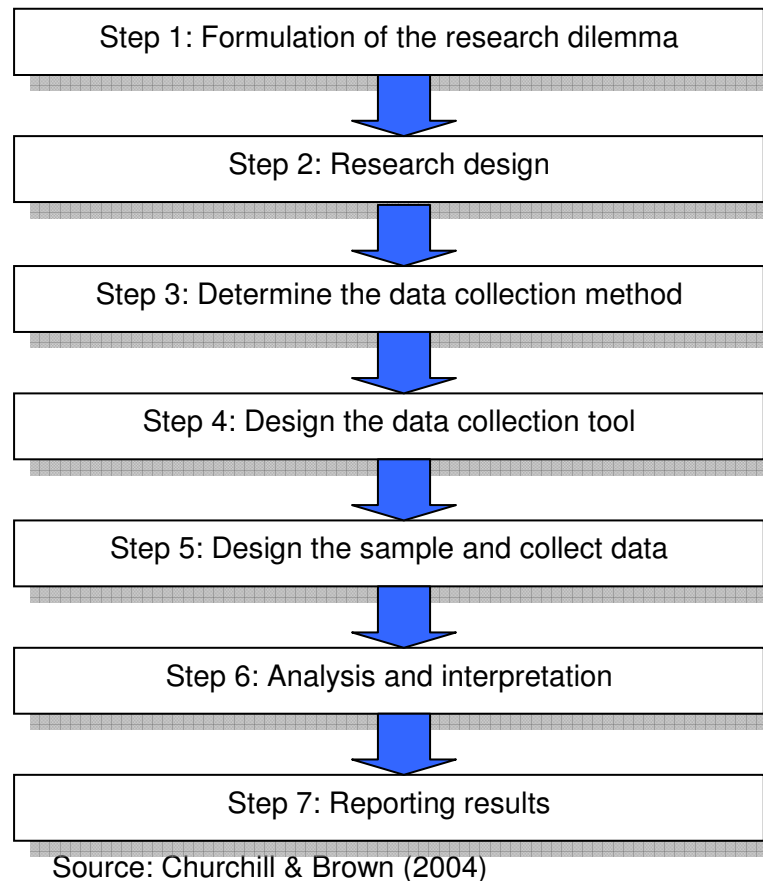 Step 1: Formulation of the research dilemma
Step 2: Research design
Step 3: Determine the data collection method
Step 4: Design the data collection tool
Step 5: Design the sample and collect data
Step 6: Analysis and interpretation
Step 7: Reporting results
Source: Churchill & Brown (2004)